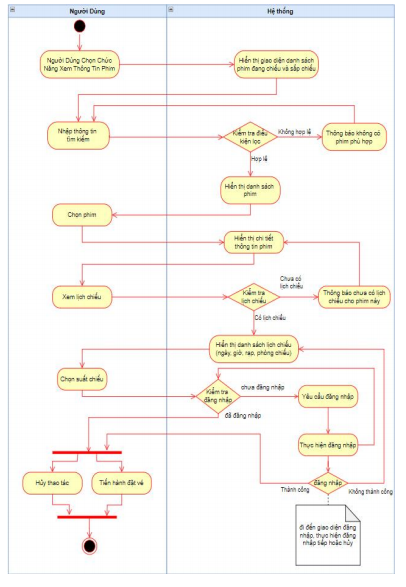 Người Dùng
Hệ thống
Người Dùng Chọn Chức
Năng Xem Thông Tin Phim
Hiển thị giao diện danh sách
phim đang chiếu và sắp chiếu
Nhập thông tin
tìm kiếm
Kiểm tra điều
kiện lọc
Không hợp lệ
Thông báo không có
phim phù hợp
Hợp lệ
Hiển thị danh sách
phim
Chọn phim
Hiển thị chi tiết
thông tin phim
Xem lịch chiếu
Kiểm tra
lịch chiếu
Chưa có
lịch chiếu
Thông báo chưa có lịch
chiếu cho phim này
Có lịch chiếu
Hiển thị danh sách lịch chiếu
(ngày, giờ, rạp, phòng chiếu)
Chọn suất chiếu
Kiểm tra
đăng nhập
chưa đăng nhập
Yêu cầu đăng nhập
đã đăng nhập
Thực hiện đăng nhập
Hủy thao tác
Tiến hành đặt vé
đăng nhập
Thành công
Không thành công
đi đến giao diện đăng
nhập, thực hiện đăng
nhập tiếp hoặc hủy